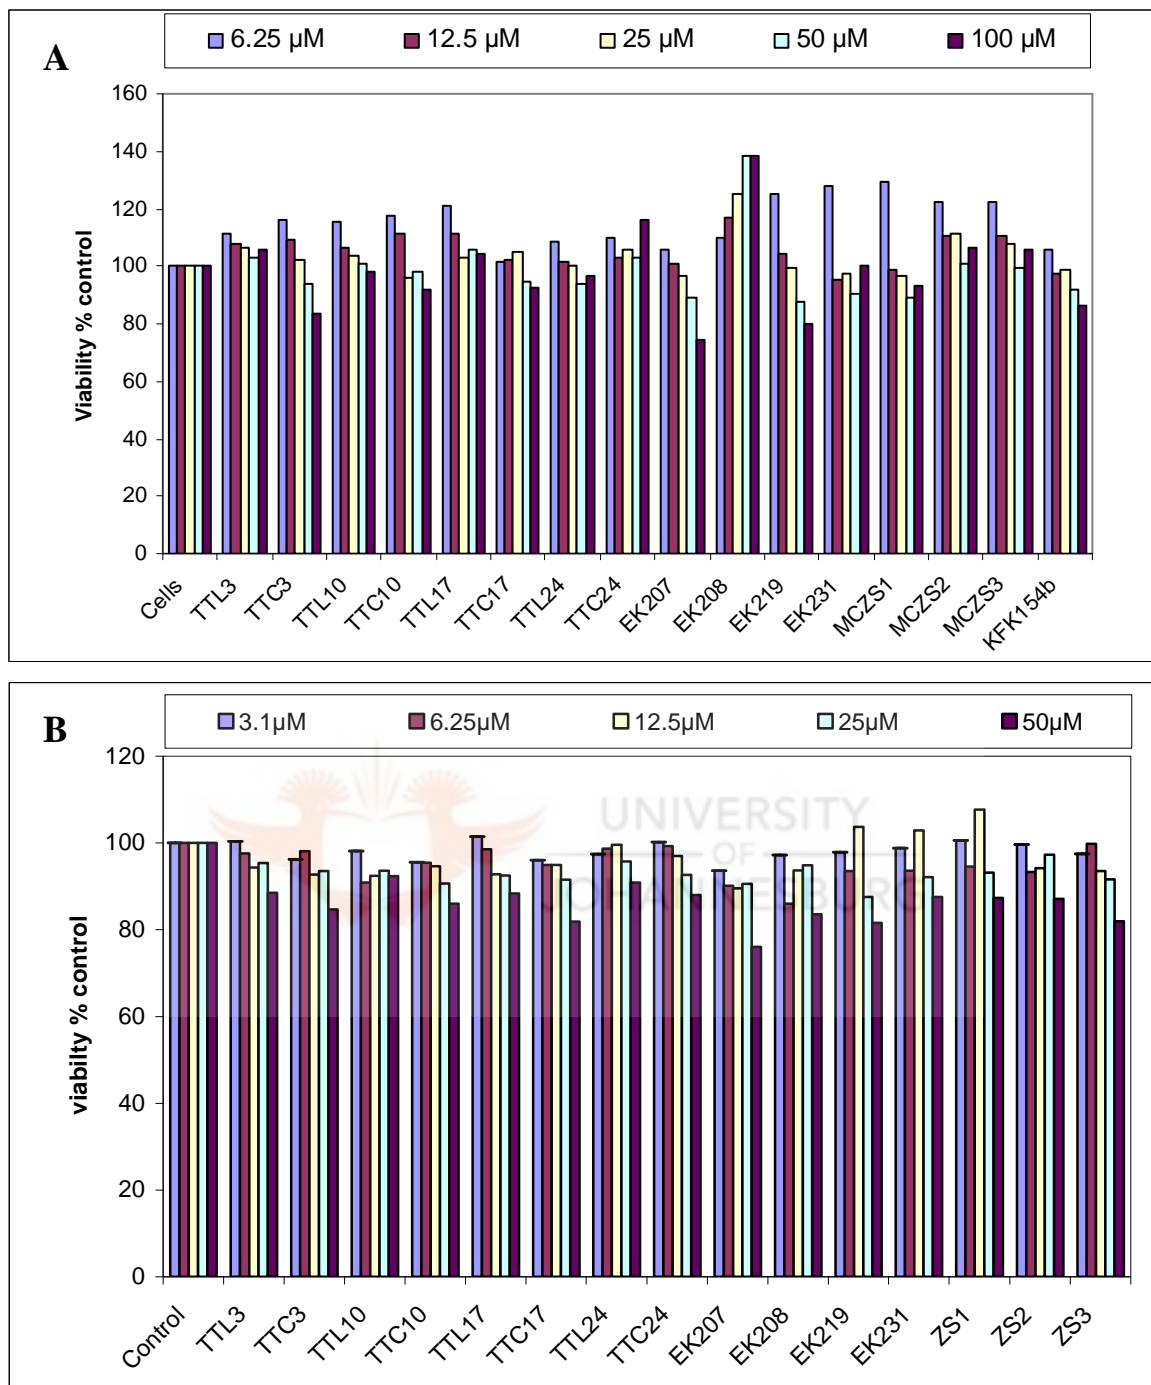 A
6.25 µM 12.5 µM 25 µM 50 µM 100 µM
Viability % control
160
140
120
100
80
60
40
20
0
Cells TTL3 TTC3 TTL10 TTC10 TTL17 TTC17 TTL24 TTC24 EK207 EK208 EK219 EK231 MCZS1 MCZS2 MCZS3 KFK154b
B
3.1µM 6.25µM 12.5µM 25µM 50µM
viabilty % control
120
100
80
60
40
20
0
UNIVERSITY
OF
JOHANNESBURG
Control TTL3 TTC3 TTL10 TTC10 TTL17 TTC17 TTL24 TTC24 EK207 EK208 EK219 EK231 ZS1 ZS2 ZS3